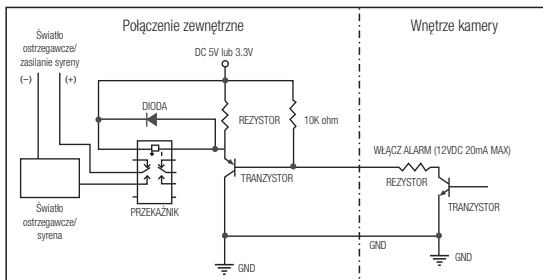 Połączenie zewnętrzne
Wnętrze kamery
Światło
ostrzegawcze/
zasilanie syreny
(−)
(+)
DC 5V lub 3.3V
DIODA
REZYSTOR
10K ohm
WŁĄCZ ALARM (12VDC 20mA MAX)
TRANZYSTOR
REZYSTOR
TRANZYSTOR
PRZEKAŹNIK
Światło
ostrzegawcze/
syrena
GND
GND
GND